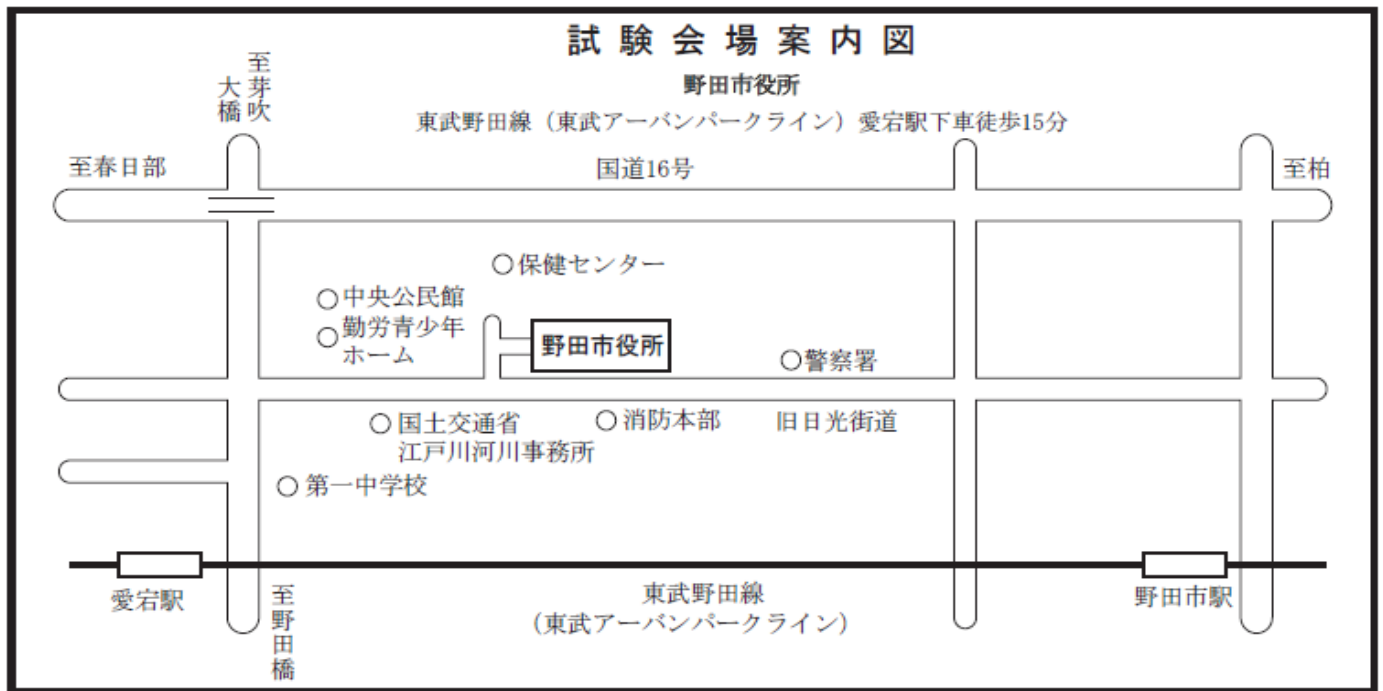 試験会場案内図
野田市役所
東武野田線（東武アーバンパークライン）愛宕駅下車徒歩15分
至芽吹
大橋
至春日部
国道16号
至柏
保健センター
中央公民館
勤労青少年
ホーム
野田市役所
警察署
国土交通省
江戸川河川事務所
消防本部
旧日光街道
第一中学校
愛宕駅
至野田橋
東武野田線
（東武アーバンパークライン）
野田市駅